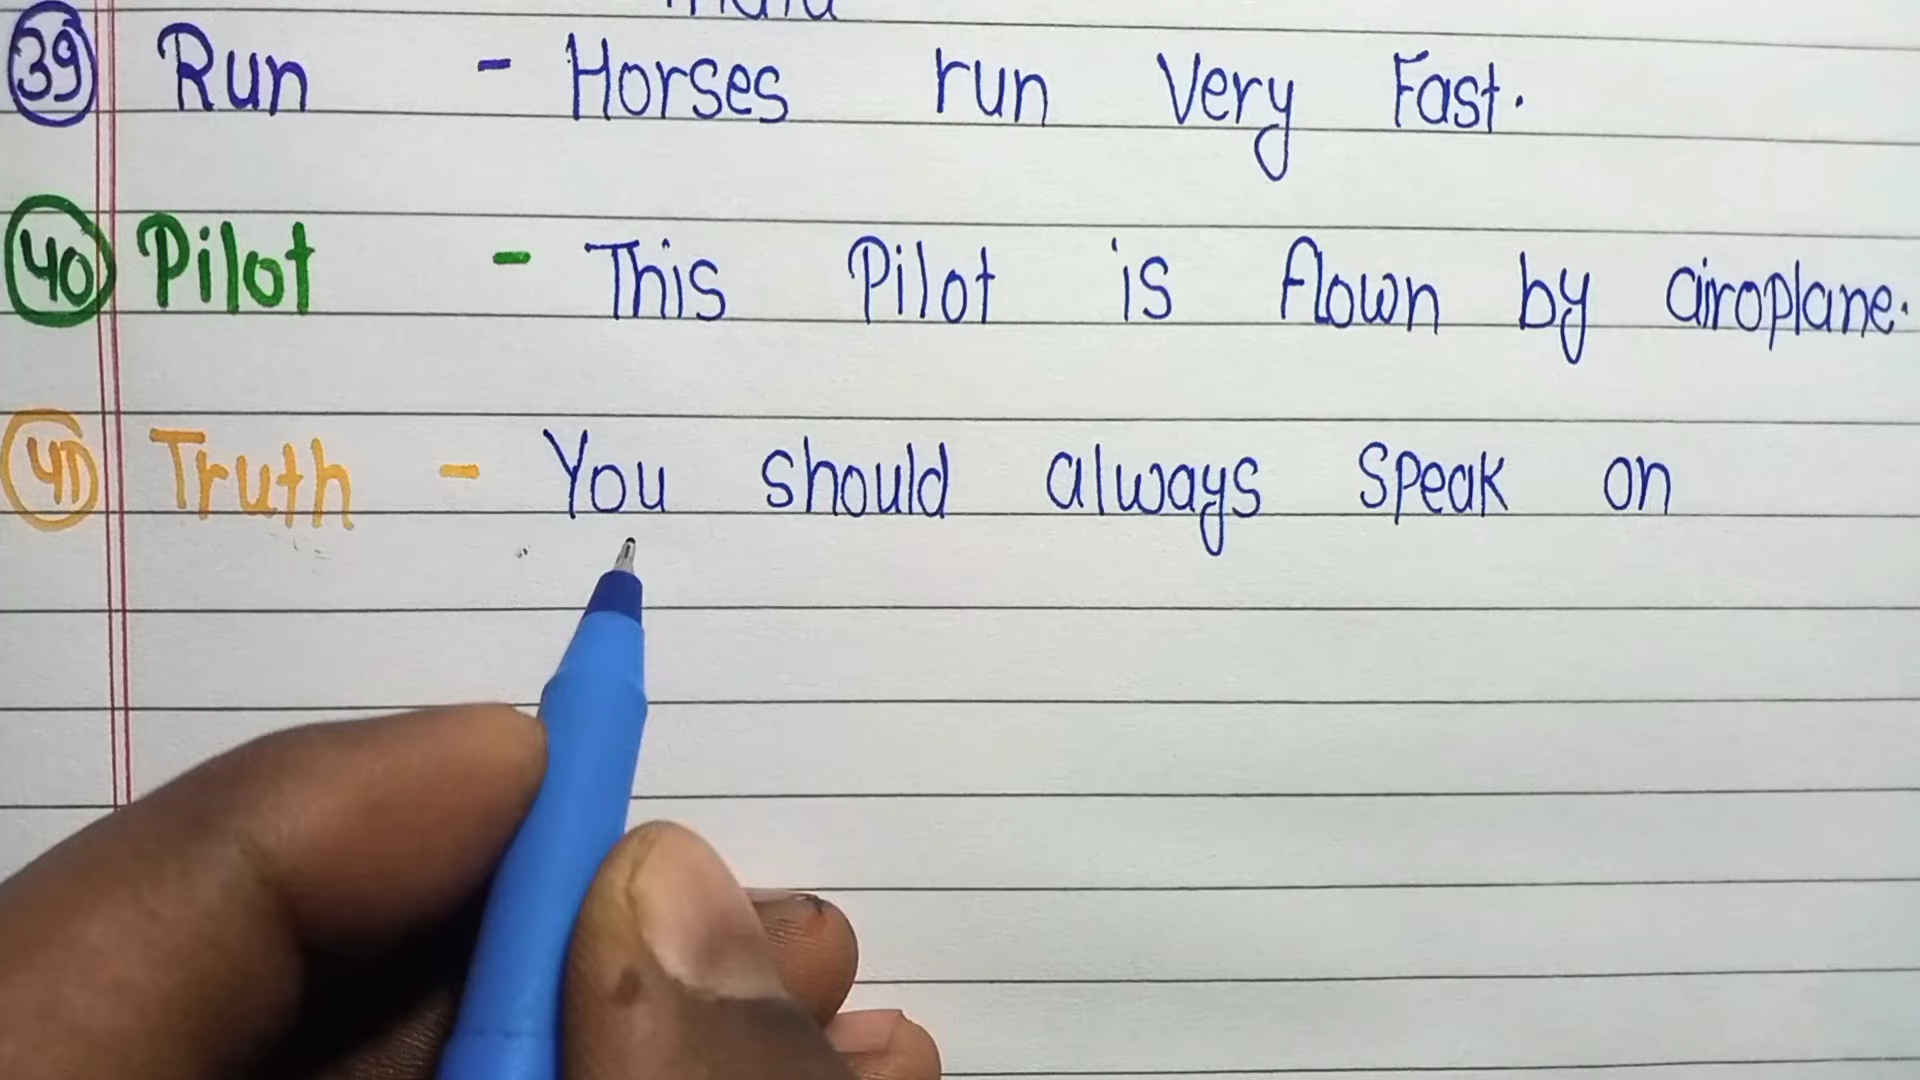 39 Run - Horses run Very Fast.
40 Pilot - This Pilot is flown by airoplane.
41 Truth - You should always speak on